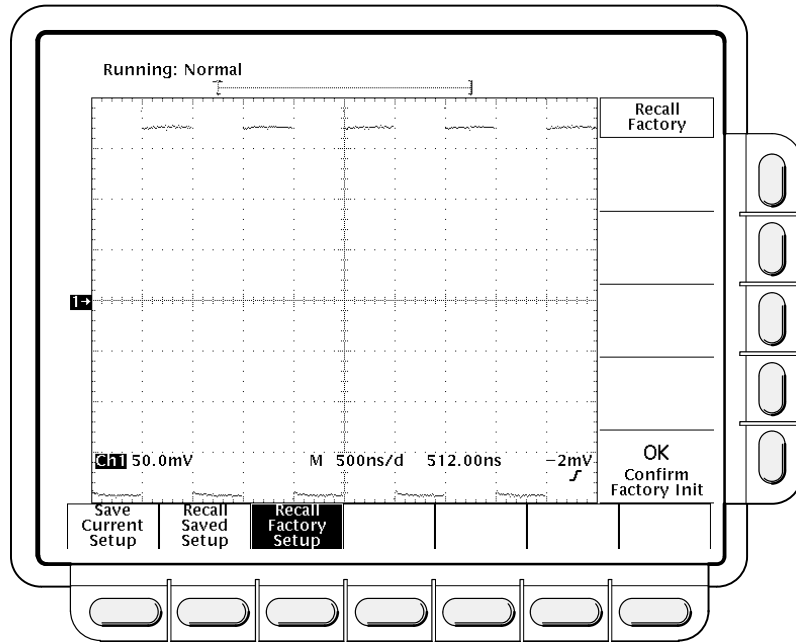 Running: Normal
Recall
Factory
1→
Ch1 50.0mV M 500ns/d 512.00ns −2mV
OK
Confirm
Factory Init
Save
Current
Setup
Recall
Saved
Setup
Recall
Factory
Setup